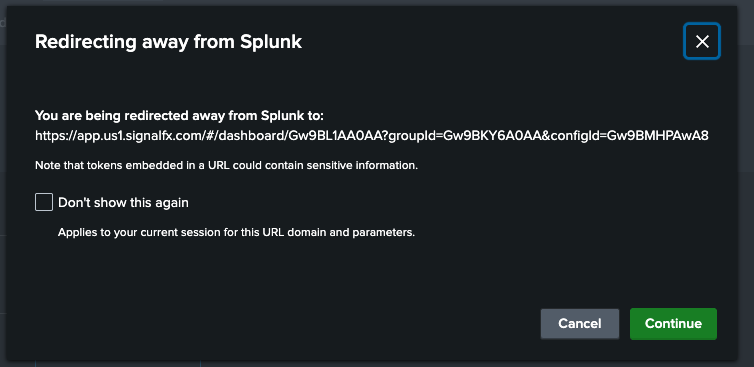 Redirecting away from Splunk
You are being redirected away from Splunk to:
https://app.us1.signalfx.com/#/dashboard/Gw9BL1AA0AA?groupId=Gw9BKY6A0AA&configId=Gw9BMHPAwA8
Note that tokens embedded in a URL could contain sensitive information.
Don't show this again
Applies to your current session for this URL domain and parameters.
Cancel
Continue